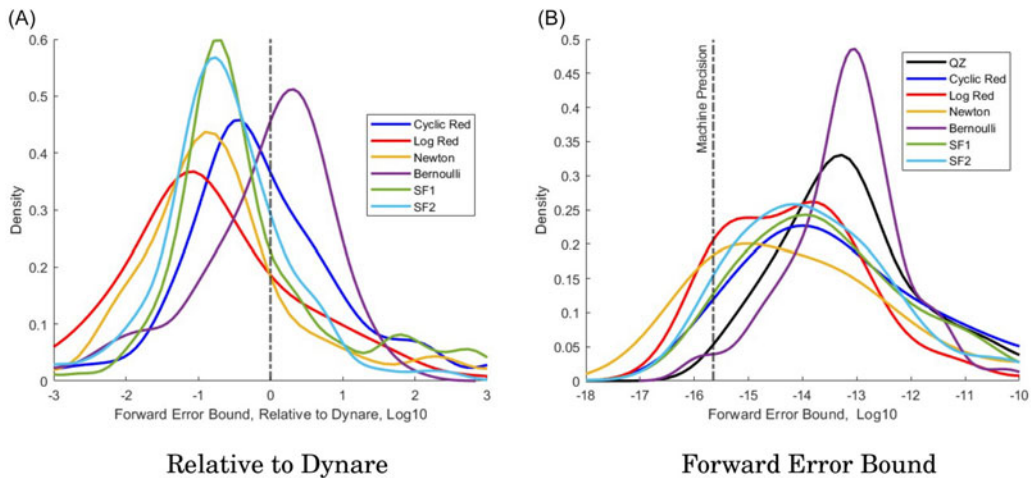 (A)
0.6
0.5
0.4
0.3
0.2
0.1
0
Density
-3
-2
-1
0
1
2
3
Forward Error Bound, Relative to Dynare, Log10
Cyclic Red
Log Red
Newton
Bernoulli
SF1
SF2
Relative to Dynare
(B)
0.5
0.45
0.4
0.35
0.3
0.25
0.2
0.15
0.1
0.05
0
Density
Machine Precision
-18
-17
-16
-15
-14
-13
-12
-11
-10
Forward Error Bound, Log10
QZ
Cyclic Red
Log Red
Newton
Bernoulli
SF1
SF2
Forward Error Bound